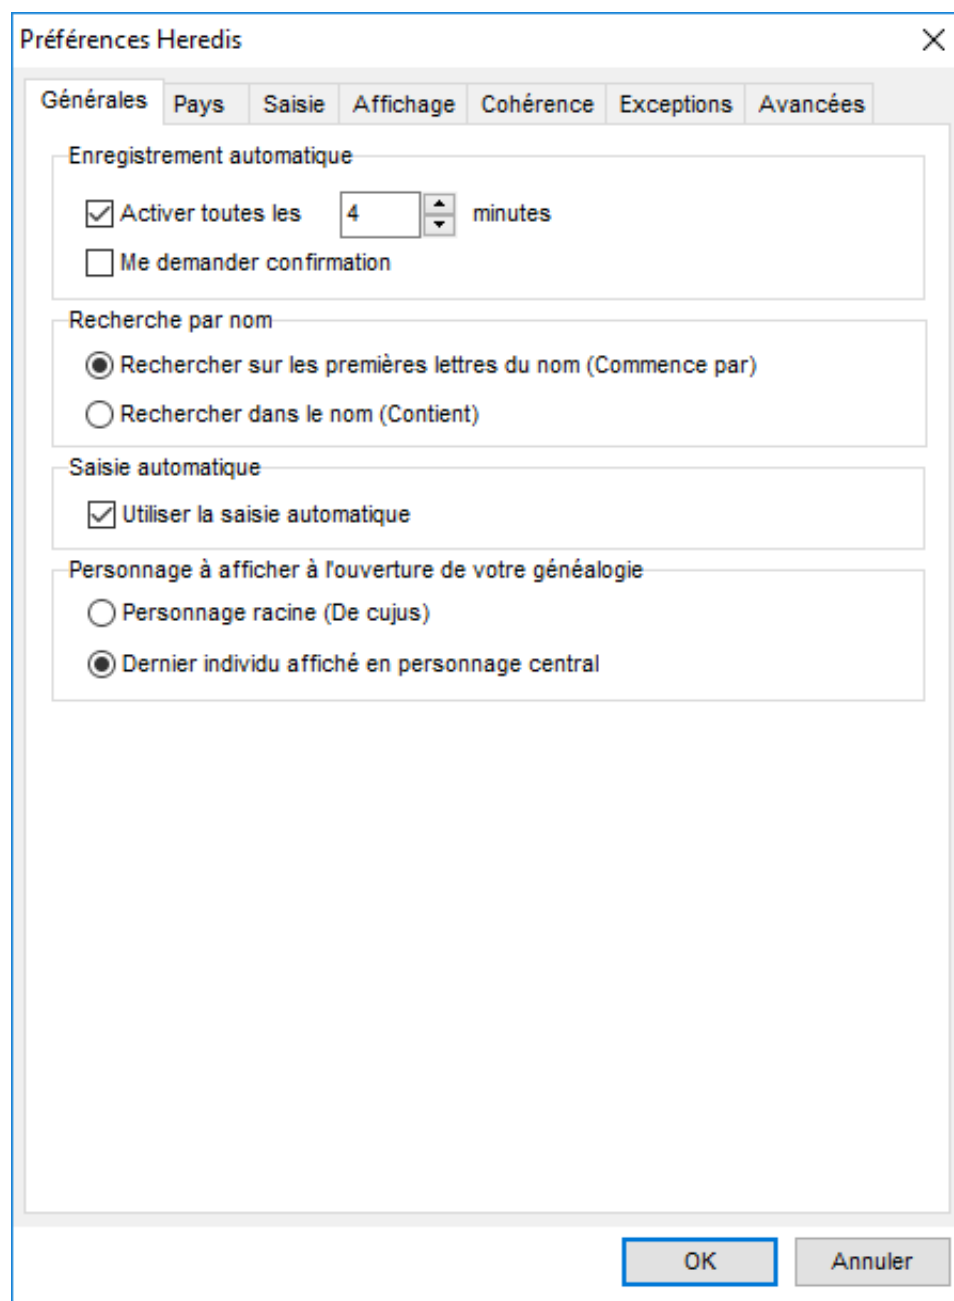 Préférences Heredis
Générales Pays Saisie Affichage Cohérence Exceptions Avancées
Enregistrement automatique
Activer toutes les 4 minutes
Me demander confirmation
Recherche par nom
Rechercher sur les premières lettres du nom (Commence par)
Rechercher dans le nom (Contient)
Saisie automatique
Utiliser la saisie automatique
Personnage à afficher à l'ouverture de votre généalogie
Personnage racine (De cujus)
Dernier individu affiché en personnage central
OK Annuler